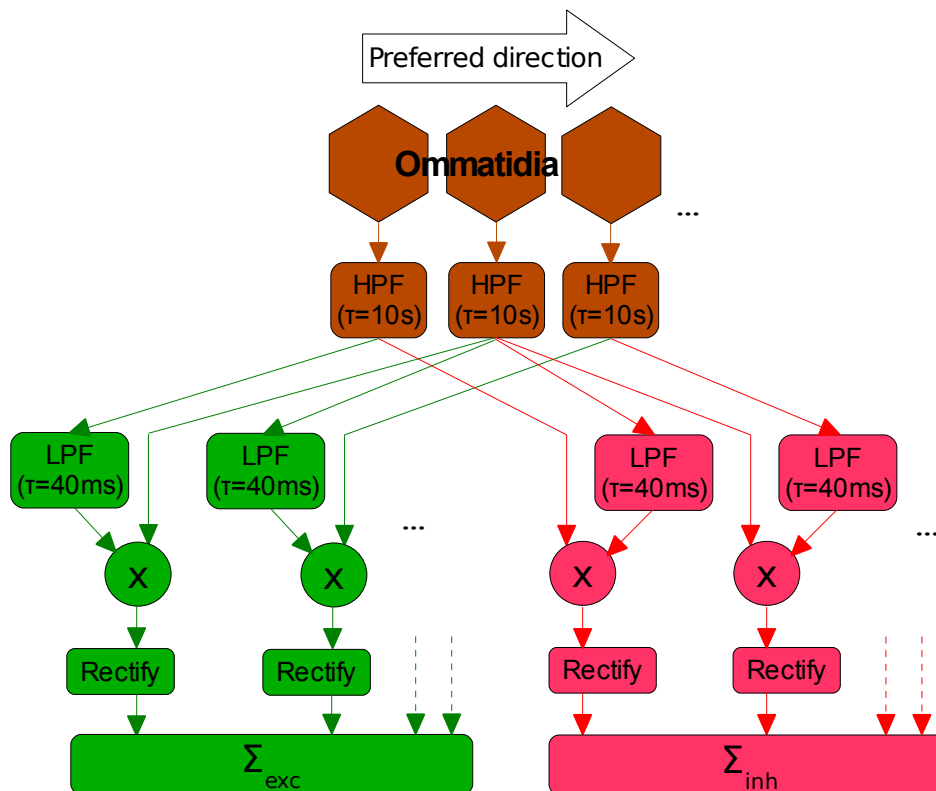 Preferred direction
Ommatidia
...
HPF HPF HPF
(τ=10s) (τ=10s) (τ=10s)
LPF LPF LPF LPF
(τ=40ms) (τ=40ms) (τ=40ms) (τ=40ms)
... ...
x x x x
Rectify Rectify Rectify Rectify
Σexc Σinh